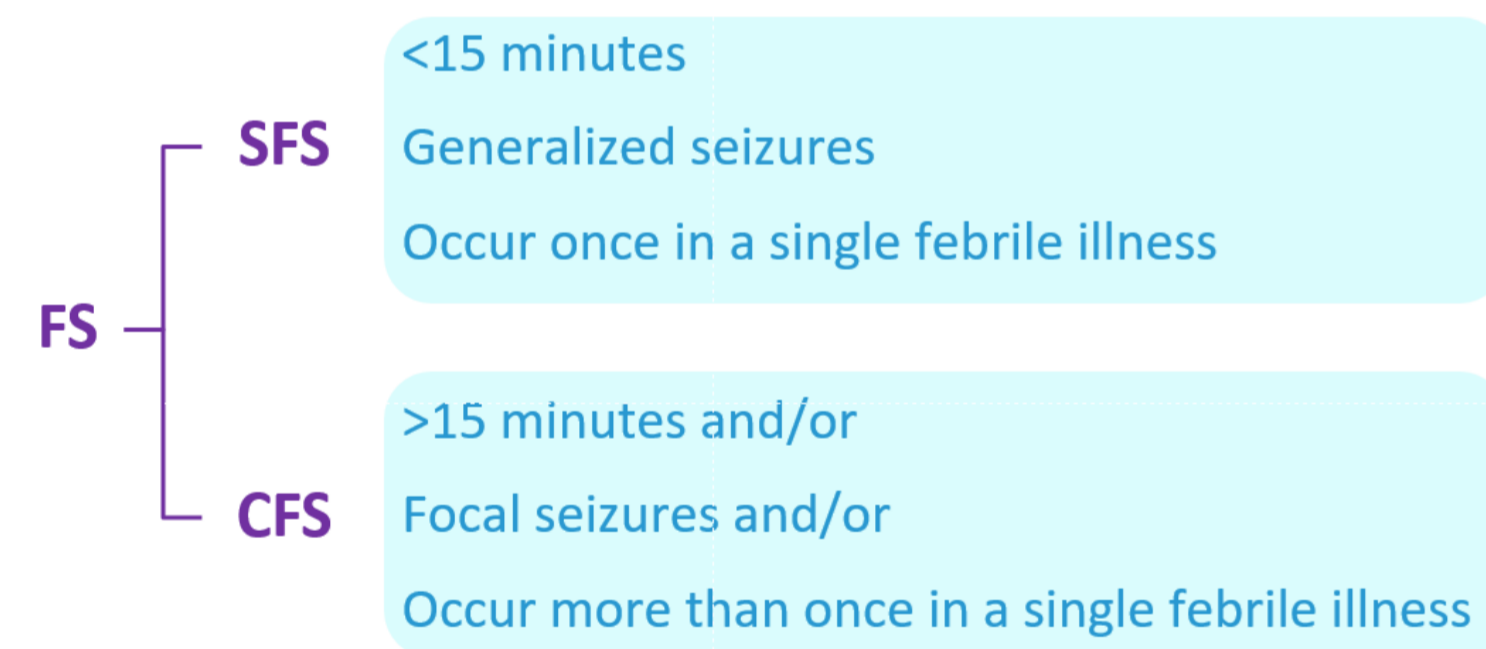 <15 minutes
SFS
Generalized seizures
Occur once in a single febrile illness
FS
>15 minutes and/or
CFS
Focal seizures and/or
Occur more than once in a single febrile illness